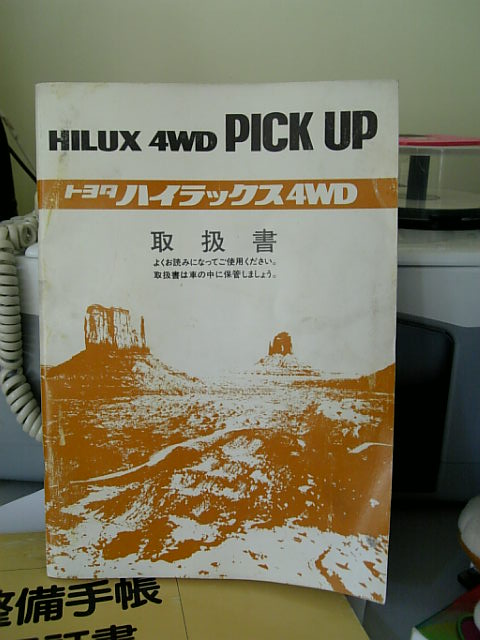 HILUX 4WD PICK UP
トヨタ ハイラックス4WD
取扱書
よくお読みになってご使用ください。
取扱書は車の中に保管しましょう。
整備手帳